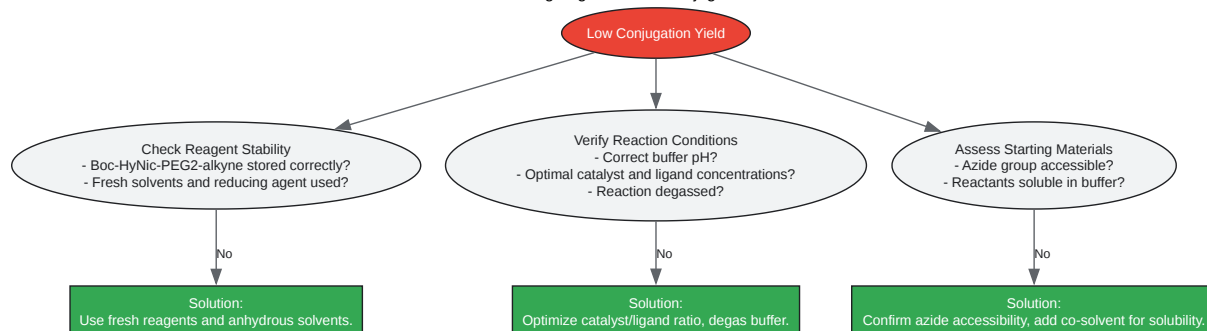 Low Conjugation Yield
Check Reagent Stability
- Boc-HyNic-PEG2-alkyne stored correctly?
- Fresh solvents and reducing agent used?
Verify Reaction Conditions
- Correct buffer pH?
- Optimal catalyst and ligand concentrations?
- Reaction degassed?
Assess Starting Materials
- Azide group accessible?
- Reactants soluble in buffer?
No
No
No
Solution:
Use fresh reagents and anhydrous solvents.
Solution:
Optimize catalyst/ligand ratio, degas buffer.
Solution:
Confirm azide accessibility, add co-solvent for solubility.